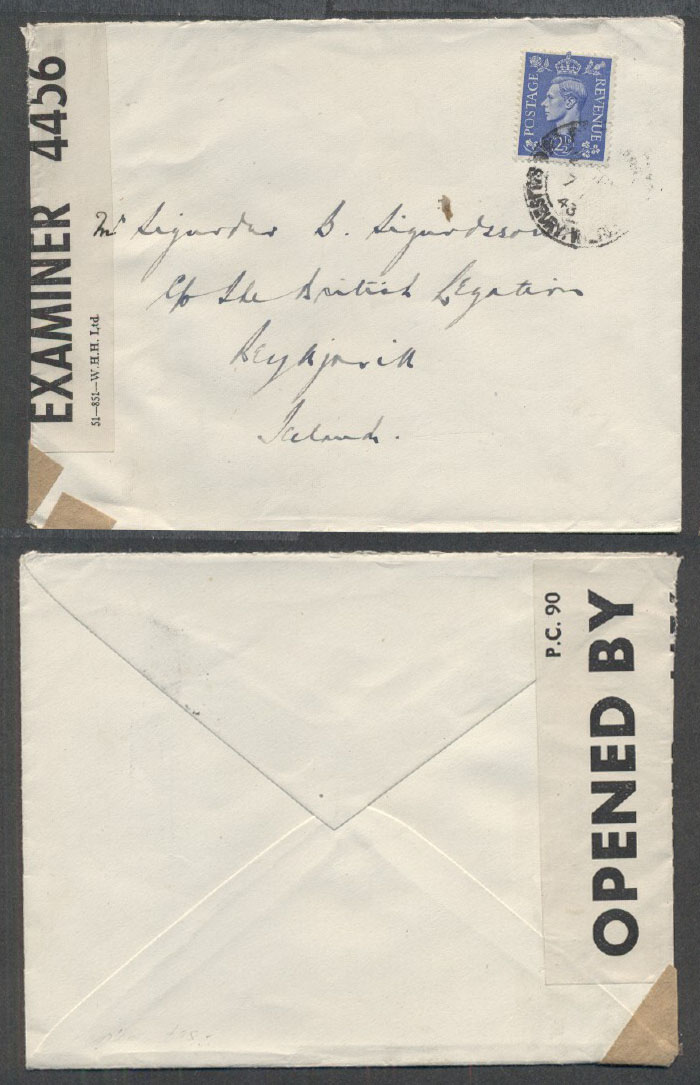 EXAMINER 4456
51—851—W.H.H. Ltd.
POSTAGE REVENUE
Mr Sigurdur B. Sigurdsson
c/o The British Legation
Reykjavik
Iceland.
P.C. 90
OPENED BY